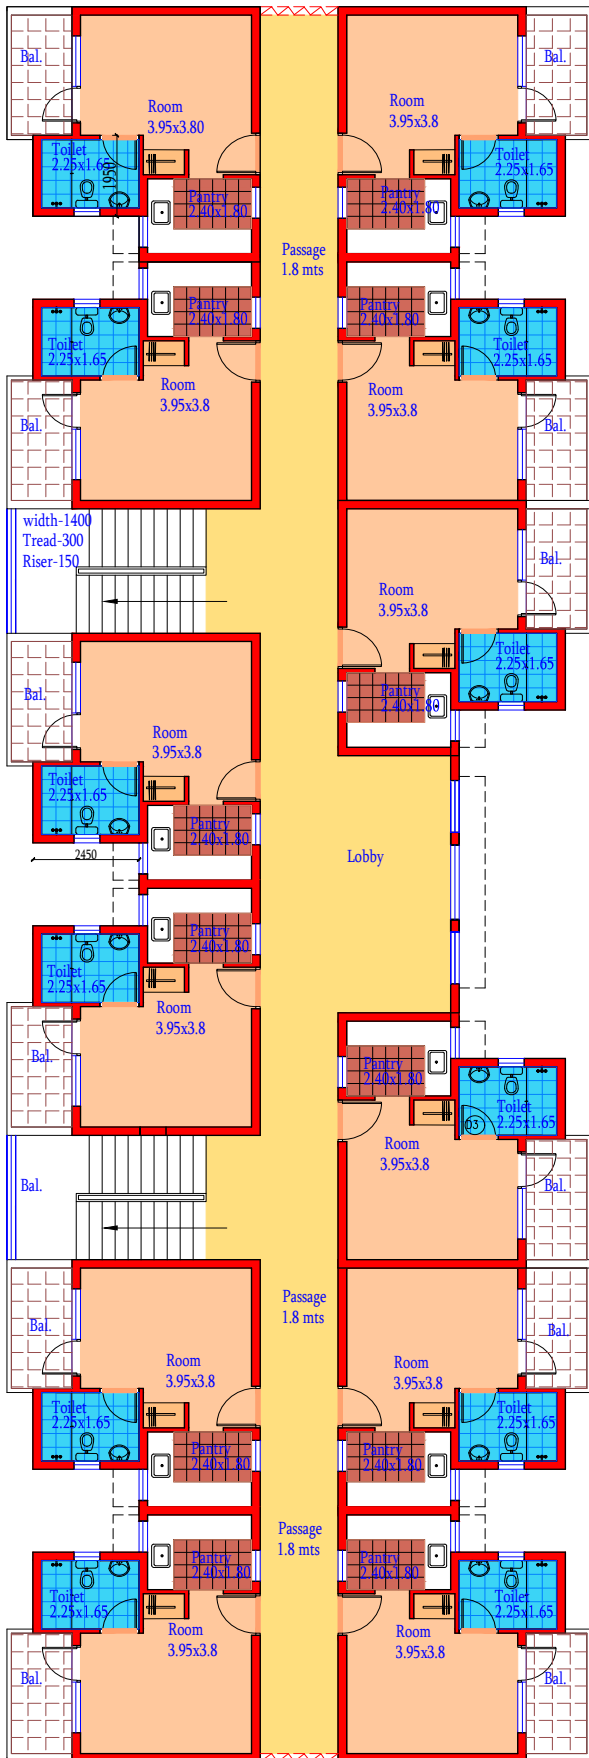 Bal.
Room
3.95x3.80
Room
3.95x3.8
Bal.
Toilet
2.25x1.65
1950
Toilet
2.25x1.65
Pantry
2.40x1.80
Pantry
2.40x1.80
Passage
1.8 mts
Pantry
2.40x1.80
Pantry
2.40x1.80
Toilet
2.25x1.65
Toilet
2.25x1.65
Room
3.95x3.8
Room
3.95x3.8
Bal.
Bal.
width-1400
Tread-300
Riser-150
Bal.
Room
3.95x3.8
Toilet
2.25x1.65
Bal.
Pantry
2.40x1.80
Room
3.95x3.8
Toilet
2.25x1.65
Pantry
2.40x1.80
2450
Lobby
Pantry
2.40x1.80
Toilet
2.25x1.65
Room
3.95x3.8
Bal.
Pantry
2.40x1.80
Toilet
2.25x1.65
D3
Room
3.95x3.8
Bal.
Bal.
Passage
1.8 mts
Bal.
Bal.
Room
3.95x3.8
Room
3.95x3.8
Toilet
2.25x1.65
Toilet
2.25x1.65
Pantry
2.40x1.80
Pantry
2.40x1.80
Passage
1.8 mts
Pantry
2.40x1.80
Pantry
2.40x1.80
Toilet
2.25x1.65
Toilet
2.25x1.65
Room
3.95x3.8
Room
3.95x3.8
Bal.
Bal.